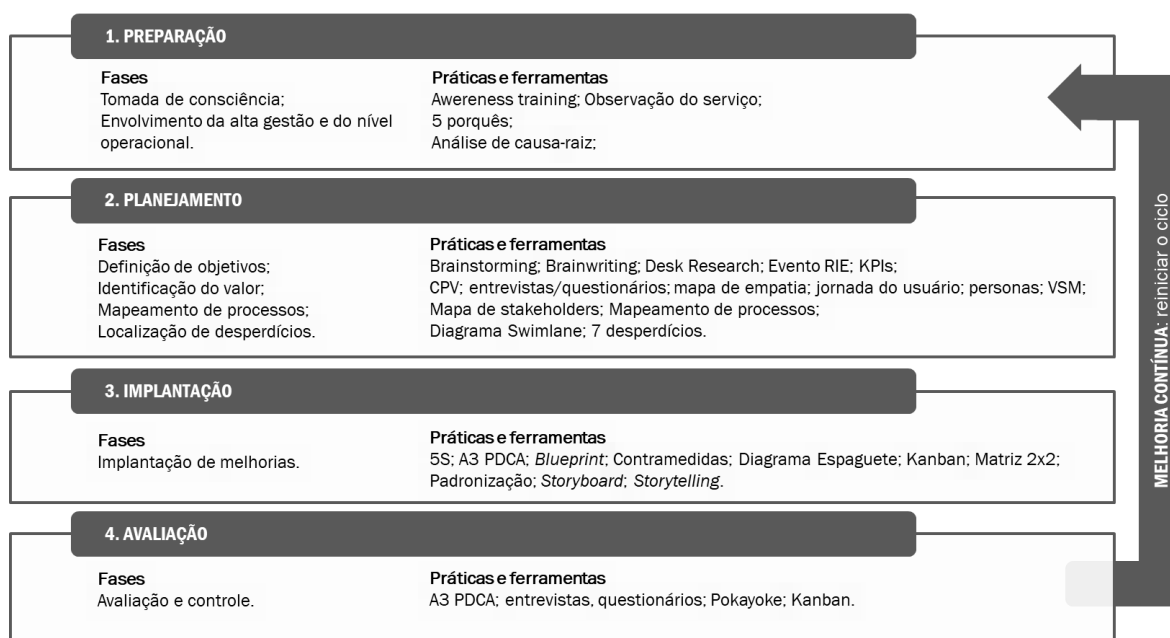 1. PREPARAÇÃO
Fases
Tomada de consciência;
Envolvimento da alta gestão e do nível
operacional.
Práticas e ferramentas
Awereness training; Observação do serviço;
5 porquês;
Análise de causa-raiz;
2. PLANEJAMENTO
Fases
Definição de objetivos;
Identificação do valor;
Mapeamento de processos;
Localização de desperdícios.
Práticas e ferramentas
Brainstorming; Brainwriting; Desk Research; Evento RIE; KPIs;
CPV; entrevistas/questionários; mapa de empatia; jornada do usuário; personas; VSM;
Mapa de stakeholders; Mapeamento de processos;
Diagrama Swimlane; 7 desperdícios.
3. IMPLANTAÇÃO
Fases
Implantação de melhorias.
Práticas e ferramentas
5S; A3 PDCA; Blueprint; Contramedidas; Diagrama Espaguete; Kanban; Matriz 2x2;
Padronização; Storyboard; Storytelling.
4. AVALIAÇÃO
Fases
Avaliação e controle.
Práticas e ferramentas
A3 PDCA; entrevistas, questionários; Pokayoke; Kanban.
MELHORIA CONTÍNUA: reiniciar o ciclo